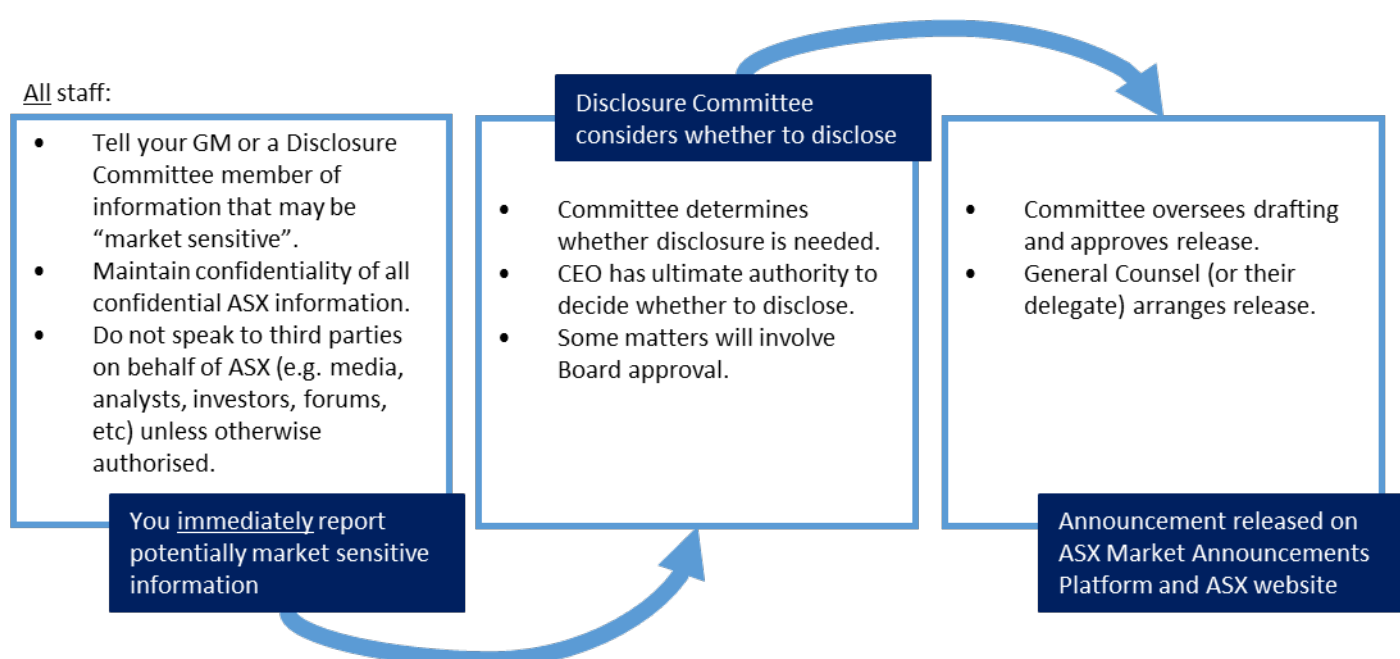 All staff:
• Tell your GM or a Disclosure
Committee member of
information that may be
“market sensitive”.
• Maintain confidentiality of all
confidential ASX information.
• Do not speak to third parties
on behalf of ASX (e.g. media,
analysts, investors, forums,
etc) unless otherwise
authorised.
You immediately report
potentially market sensitive
information
Disclosure Committee
considers whether to disclose
• Committee determines
whether disclosure is needed.
• CEO has ultimate authority to
decide whether to disclose.
• Some matters will involve
Board approval.
• Committee oversees drafting
and approves release.
• General Counsel (or their
delegate) arranges release.
Announcement released on
ASX Market Announcements
Platform and ASX website